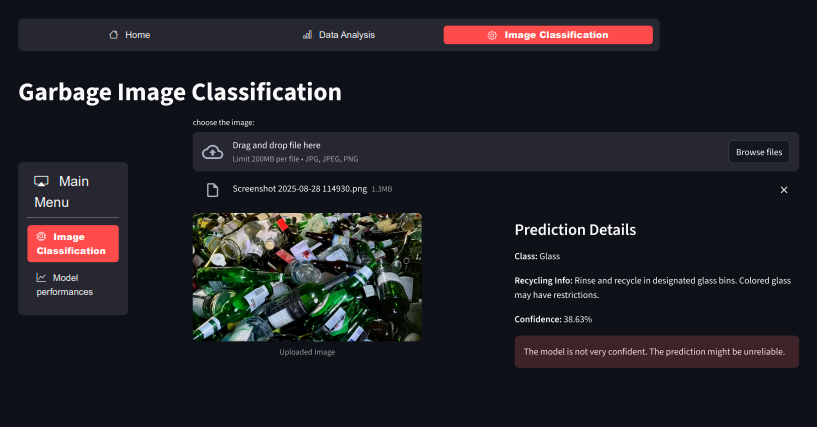 Home
Data Analysis
Image Classification
Garbage Image Classification
choose the image:
Drag and drop file here
Limit 200MB per file • JPG, JPEG, PNG
Browse files
Main
Menu
Screenshot 2025-08-28 114930.png 1.3MB
Image
Classification
Model
performances
Uploaded Image
Prediction Details
Class: Glass
Recycling Info: Rinse and recycle in designated glass bins. Colored glass
may have restrictions.
Confidence: 38.63%
The model is not very confident. The prediction might be unreliable.